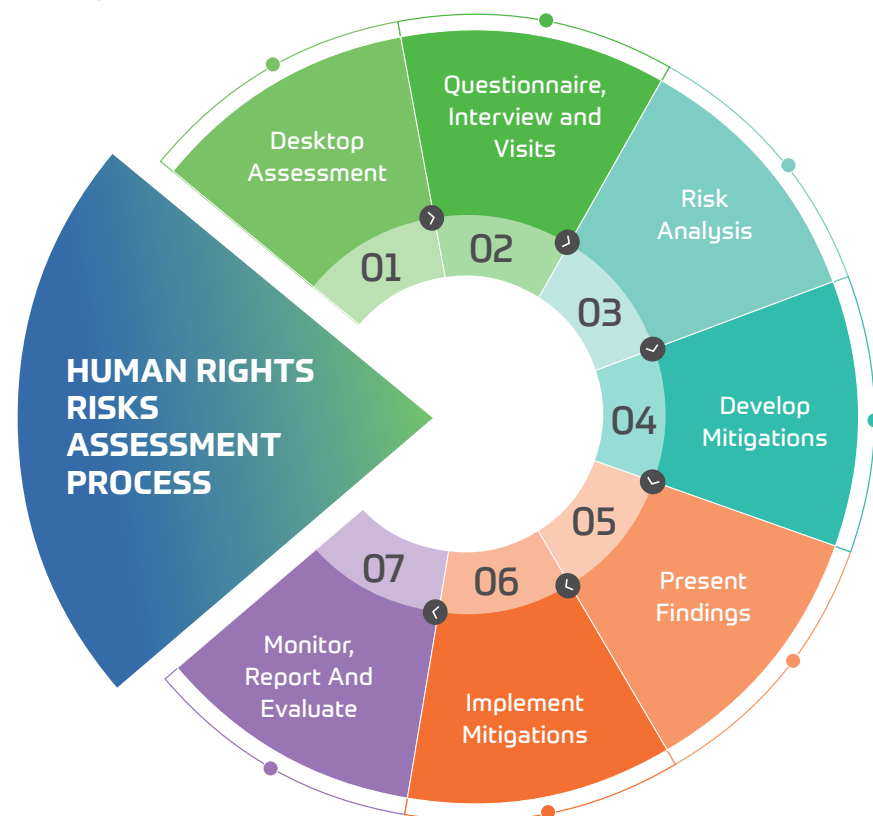 HUMAN RIGHTS
RISKS
ASSESSMENT
PROCESS
01
Desktop
Assessment
02
Questionnaire,
Interview and
Visits
03
Risk
Analysis
04
Develop
Mitigations
05
Present
Findings
06
Implement
Mitigations
07
Monitor,
Report And
Evaluate